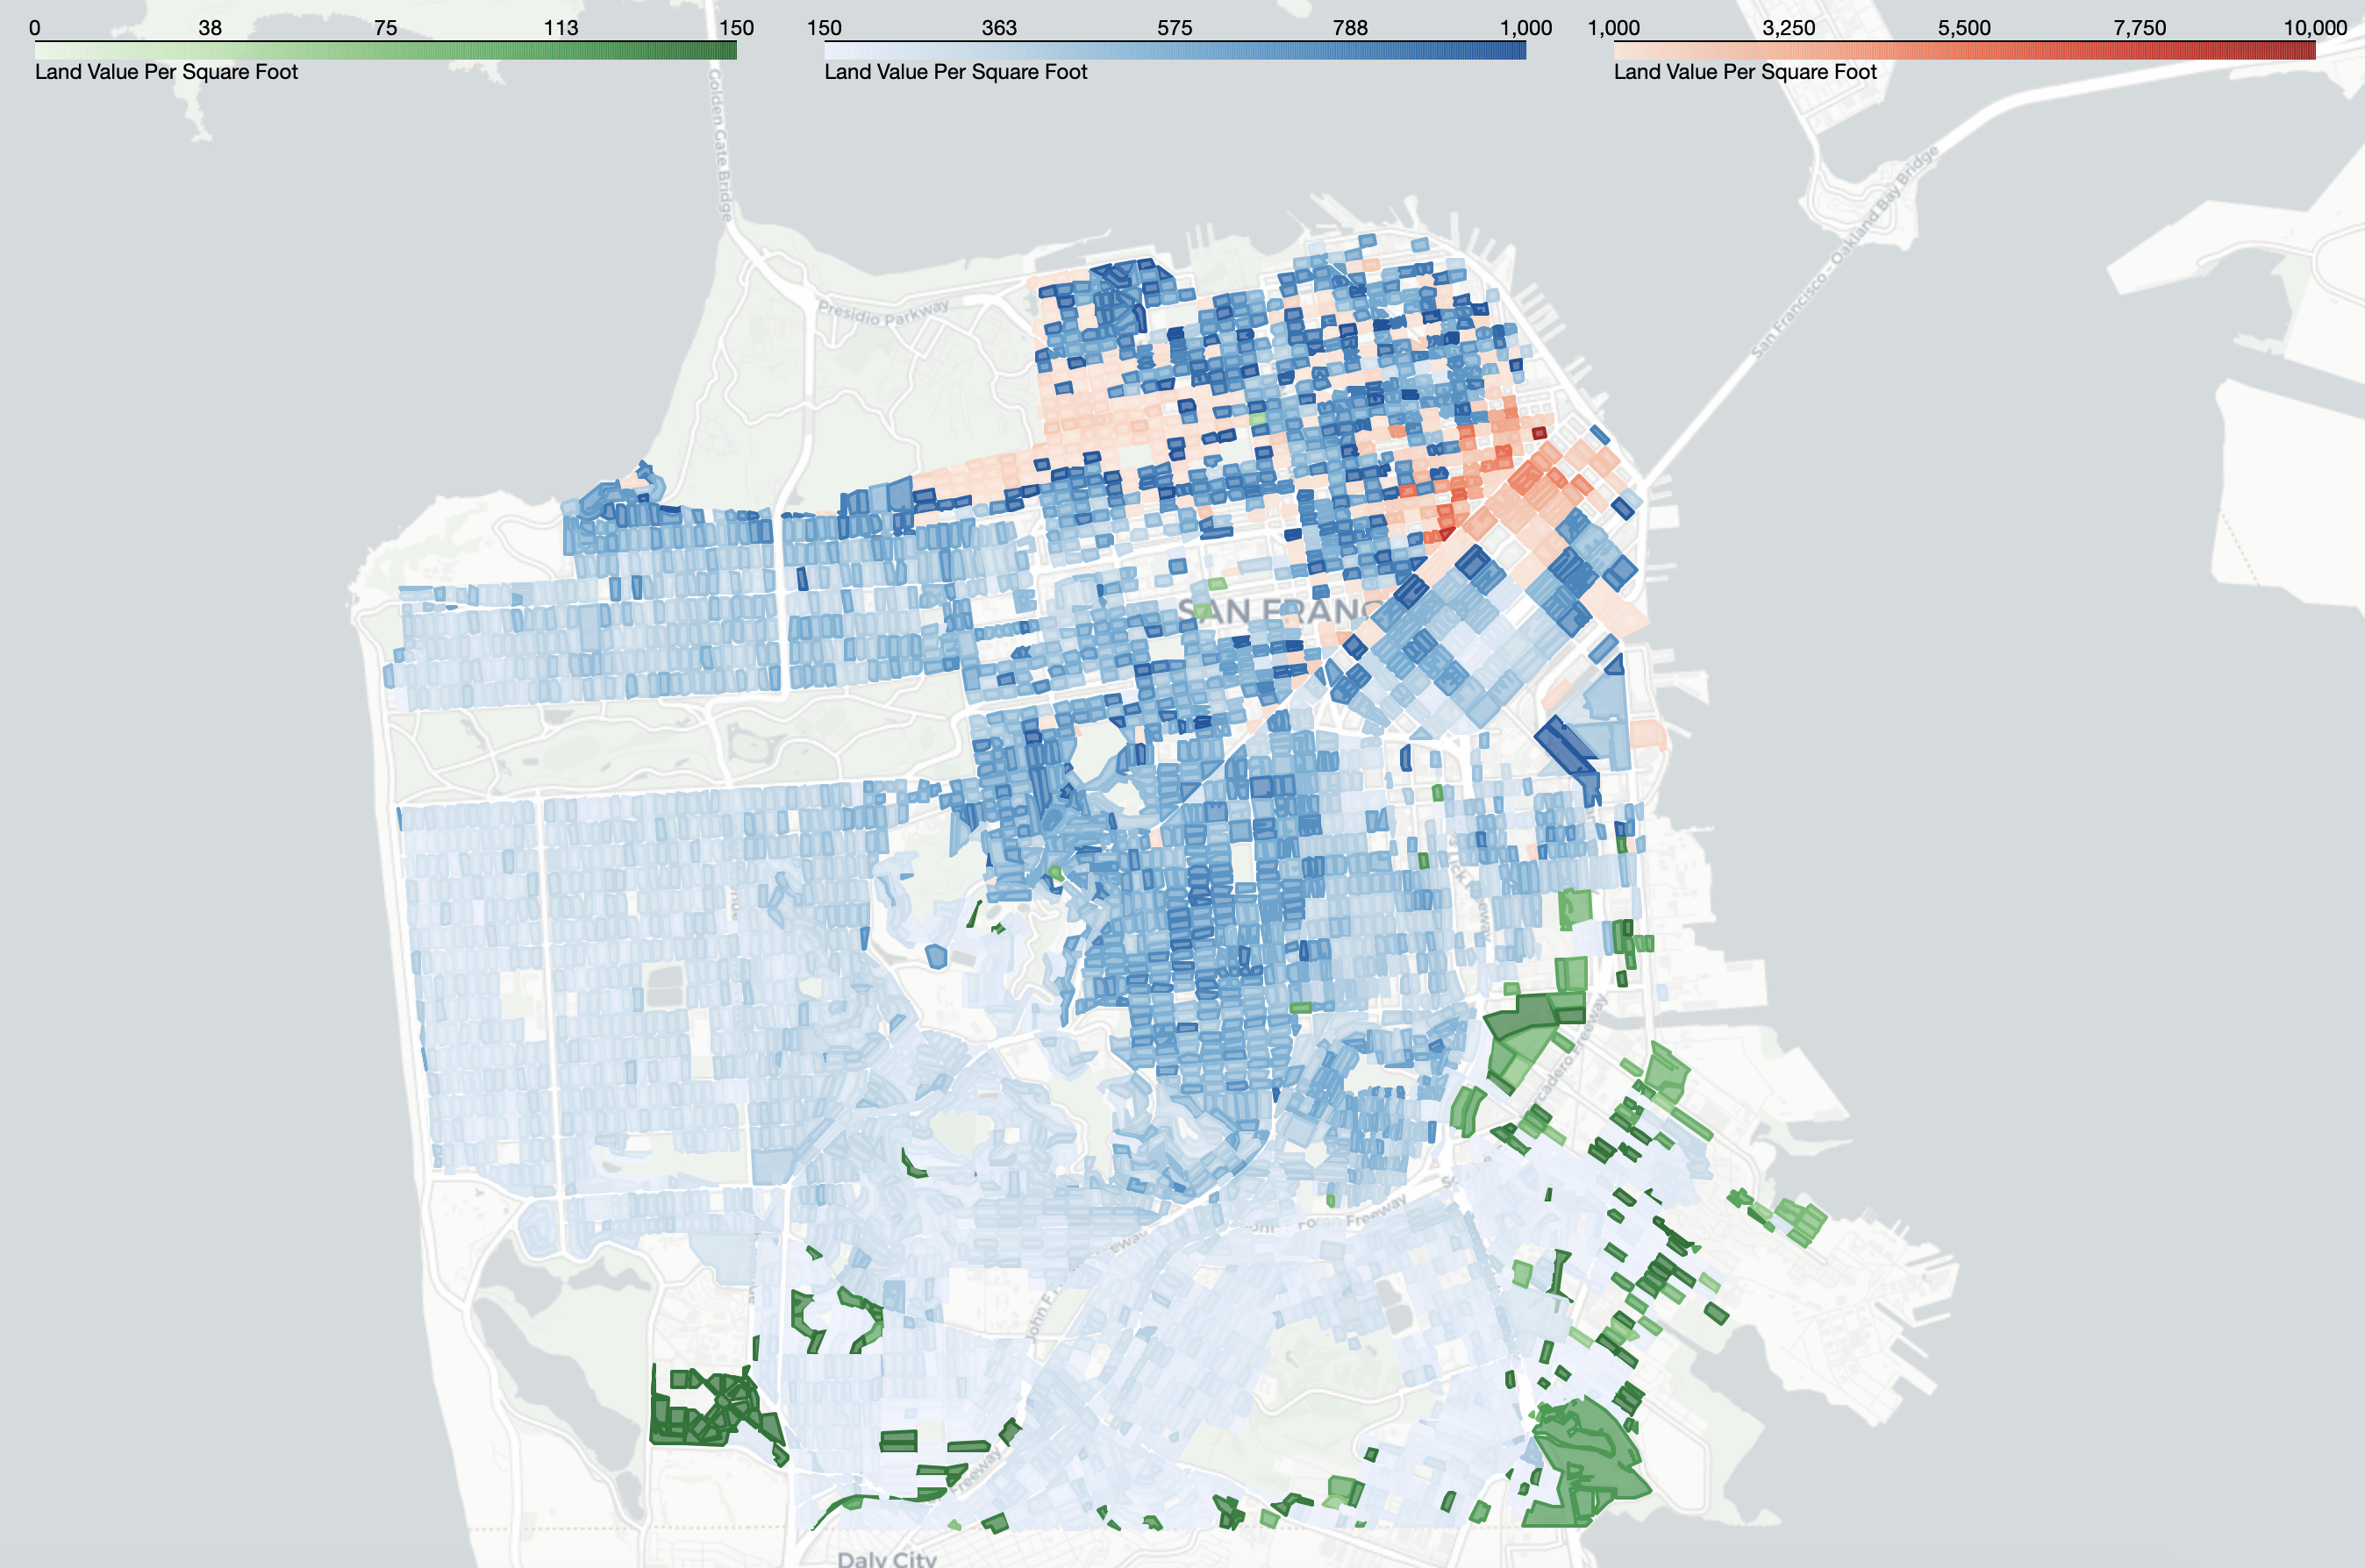 0 38 75 113 150
Land Value Per Square Foot
150 363 575 788 1,000
Land Value Per Square Foot
1,000 3,250 5,500 7,750 10,000
Land Value Per Square Foot
Golden Gate Bridge
San Francisco - Oakland Bay Bridge
Presidio Parkway
SAN FRANC
Freeway
Daly City